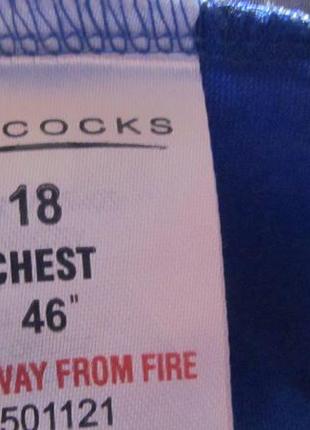 COCKS
18
CHEST
46"
WAY FROM FIRE
501121